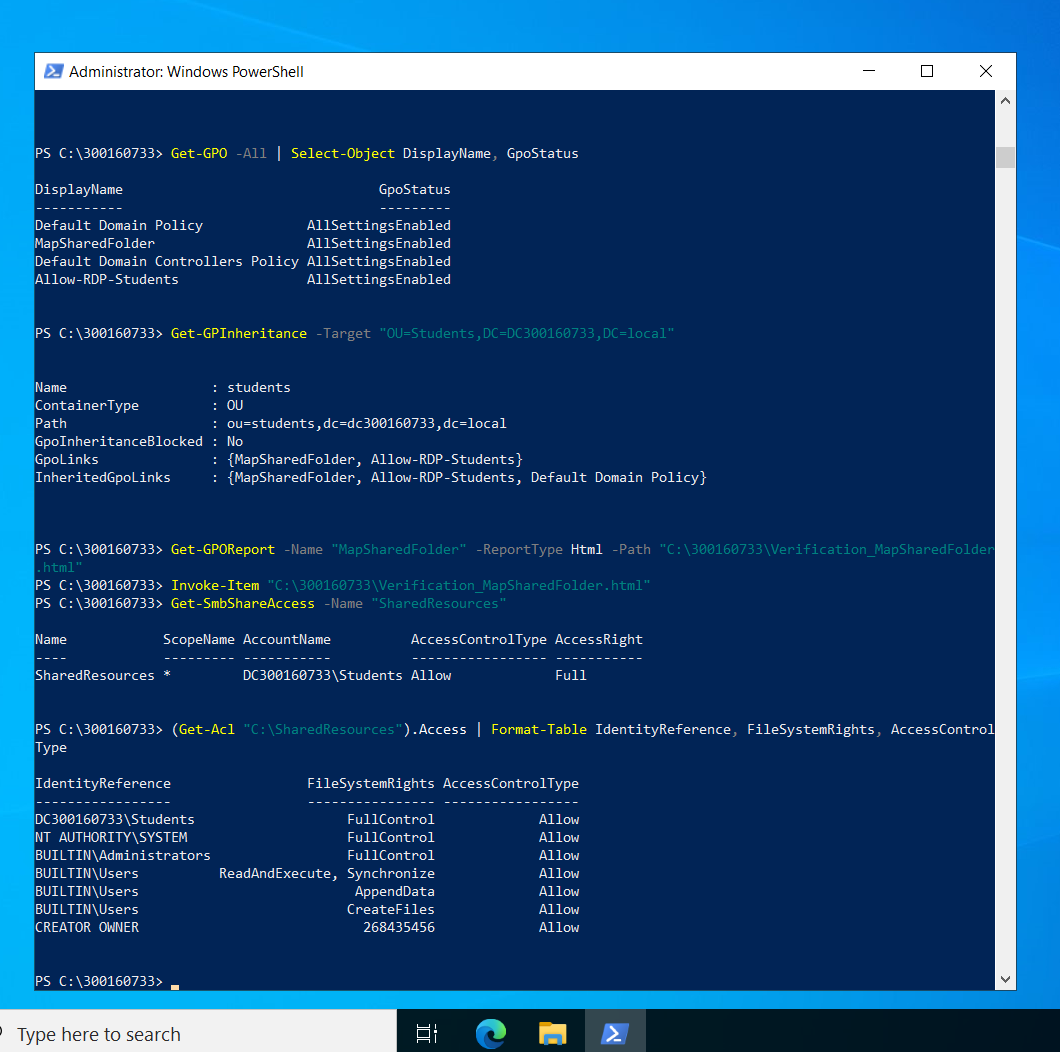 Administrator: Windows PowerShell
PS C:\300160733> Get-GPO -All | Select-Object DisplayName, GpoStatus
DisplayName                                GpoStatus
-----------                                ---------
Default Domain Policy             AllSettingsEnabled
MapSharedFolder                   AllSettingsEnabled
Default Domain Controllers Policy AllSettingsEnabled
Allow-RDP-Students                AllSettingsEnabled
PS C:\300160733> Get-GPInheritance -Target "OU=Students,DC=DC300160733,DC=local"
Name                  : students
ContainerType         : OU
Path                  : ou=students,dc=dc300160733,dc=local
GpoInheritanceBlocked : No
GpoLinks              : {MapSharedFolder, Allow-RDP-Students}
InheritedGpoLinks     : {MapSharedFolder, Allow-RDP-Students, Default Domain Policy}
PS C:\300160733> Get-GPOReport -Name "MapSharedFolder" -ReportType Html -Path "C:\300160733\Verification_MapSharedFolder
.html"
PS C:\300160733> Invoke-Item "C:\300160733\Verification_MapSharedFolder.html"
PS C:\300160733> Get-SmbShareAccess -Name "SharedResources"
Name            ScopeName AccountName          AccessControlType AccessRight
----            --------- -----------          ----------------- -----------
SharedResources *         DC300160733\Students Allow             Full
PS C:\300160733> (Get-Acl "C:\SharedResources").Access | Format-Table IdentityReference, FileSystemRights, AccessControl
Type
IdentityReference                 FileSystemRights AccessControlType
-----------------                 ---------------- -----------------
DC300160733\Students                   FullControl             Allow
NT AUTHORITY\SYSTEM                    FullControl             Allow
BUILTIN\Administrators                 FullControl             Allow
BUILTIN\Users          ReadAndExecute, Synchronize             Allow
BUILTIN\Users                           AppendData             Allow
BUILTIN\Users                          CreateFiles             Allow
CREATOR OWNER                            268435456             Allow
PS C:\300160733>
Type here to search